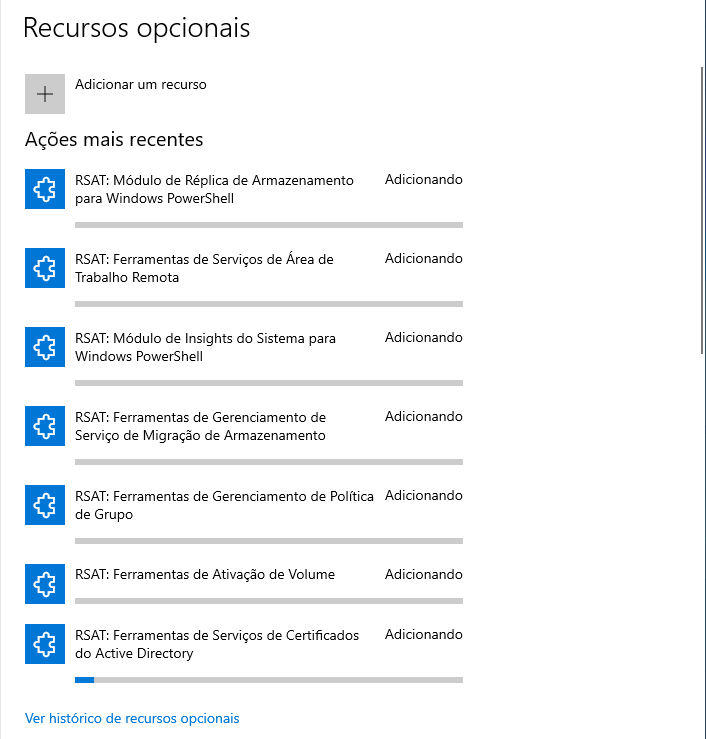 Recursos opcionais
Adicionar um recurso
Ações mais recentes
RSAT: Módulo de Réplica de Armazenamento
para Windows PowerShell
Adicionando
RSAT: Ferramentas de Serviços de Área de
Trabalho Remota
Adicionando
RSAT: Módulo de Insights do Sistema para
Windows PowerShell
Adicionando
RSAT: Ferramentas de Gerenciamento de
Serviço de Migração de Armazenamento
Adicionando
RSAT: Ferramentas de Gerenciamento de Política
de Grupo
Adicionando
RSAT: Ferramentas de Ativação de Volume
Adicionando
RSAT: Ferramentas de Serviços de Certificados
do Active Directory
Adicionando
Ver histórico de recursos opcionais